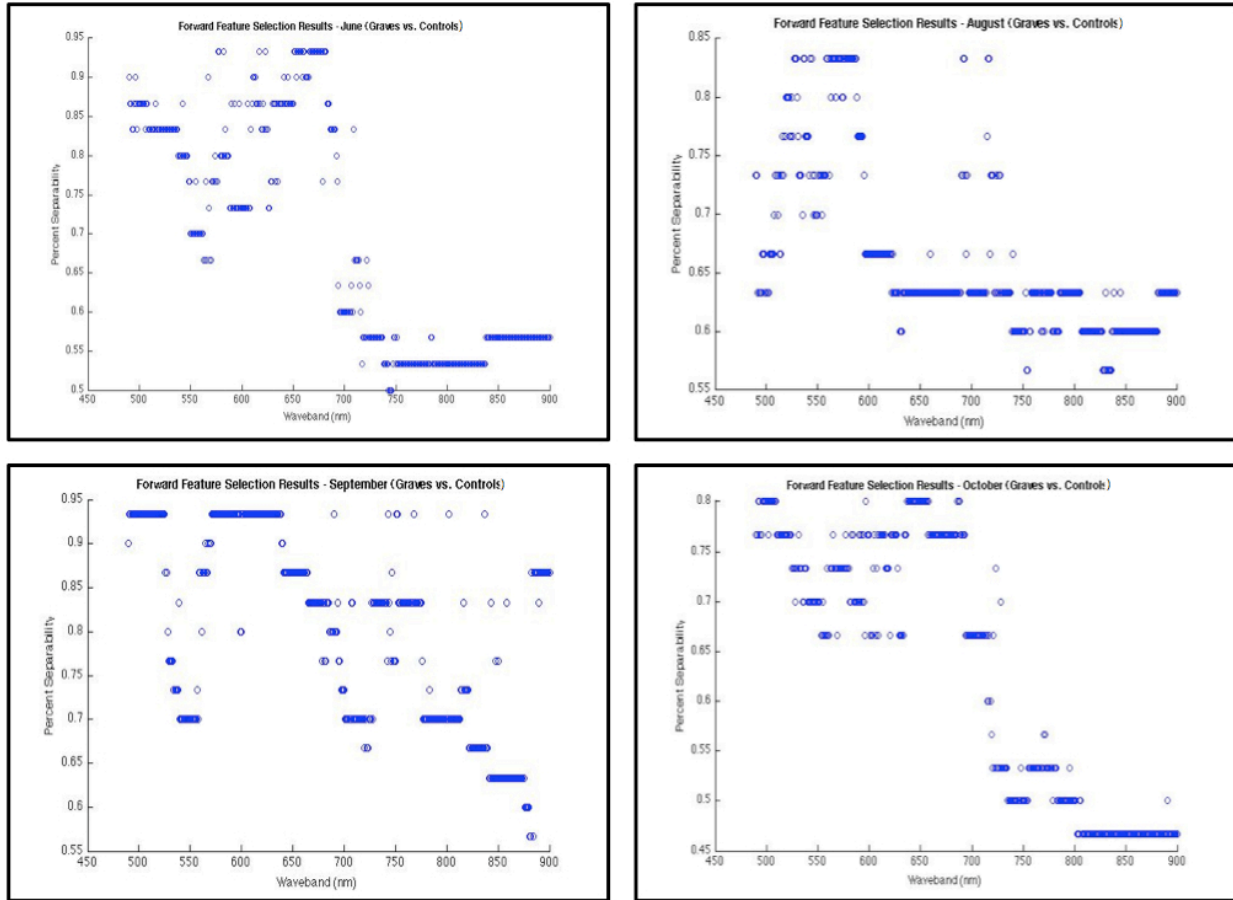 Forward Feature Selection Results - June (Graves vs. Controls)
0.95
0.9
0.85
0.8
0.75
0.7
0.65
0.6
0.55
0.5
Percent Separability
450 500 550 600 650 700 750 800 850 900
Waveband (nm)
Forward Feature Selection Results - August (Graves vs. Controls)
0.85
0.8
0.75
0.7
0.65
0.6
0.55
Percent Separability
450 500 550 600 650 700 750 800 850 900
Waveband (nm)
Forward Feature Selection Results - September (Graves vs. Controls)
0.95
0.9
0.85
0.8
0.75
0.7
0.65
0.6
0.55
Percent Separability
450 500 550 600 650 700 750 800 850 900
Waveband (nm)
Forward Feature Selection Results - October (Graves vs. Controls)
0.8
0.75
0.7
0.65
0.6
0.55
0.5
0.45
Percent Separability
450 500 550 600 650 700 750 800 850 900
Waveband (nm)